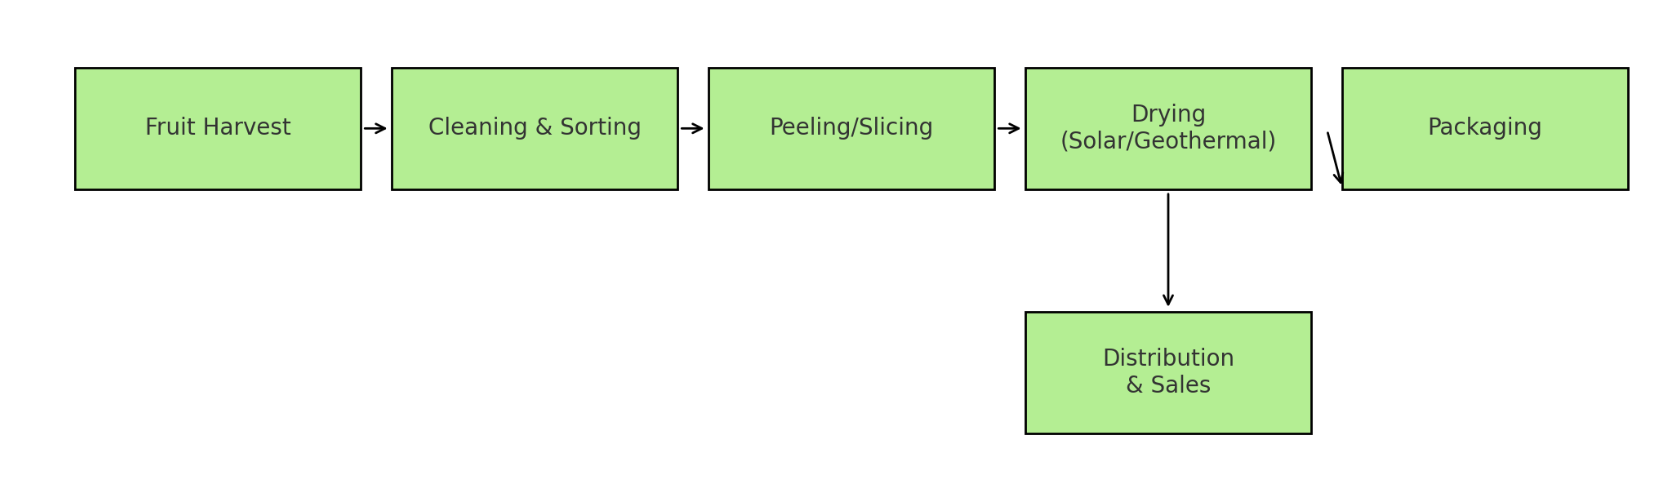 Fruit Harvest
Cleaning & Sorting
Peeling/Slicing
Drying
(Solar/Geothermal)
Packaging
Distribution
& Sales